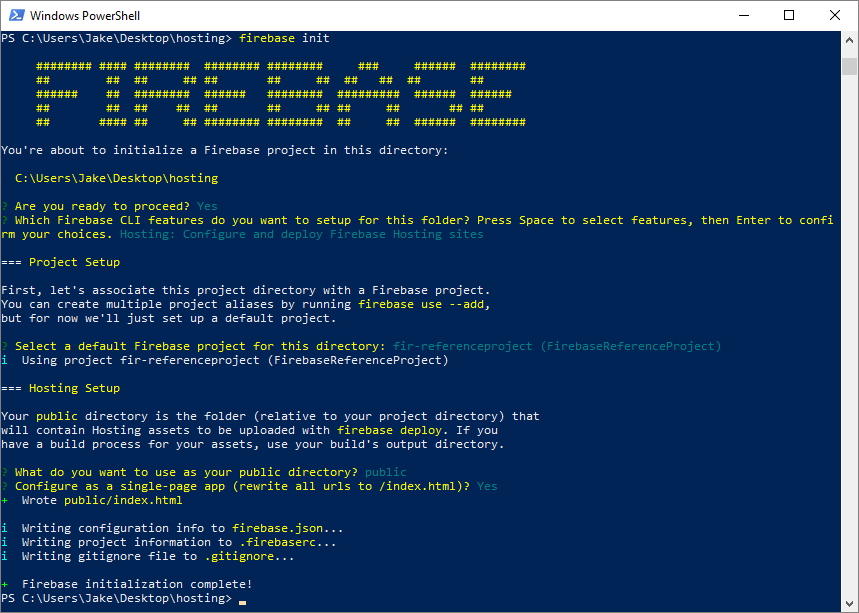 Windows PowerShell
PS C:\Users\Jake\Desktop\hosting> firebase init
     ######## #### ########  ######## ########     ###     ######  ########
     ##        ##  ##     ## ##       ##     ##  ##   ##  ##       ##
     ######    ##  ########  ######   ########  #########  ######  ######
     ##        ##  ##    ##  ##       ##     ## ##     ##       ## ##
     ##       #### ##     ## ######## ########  ##     ##  ######  ########
You're about to initialize a Firebase project in this directory:
  C:\Users\Jake\Desktop\hosting
? Are you ready to proceed? Yes
? Which Firebase CLI features do you want to setup for this folder? Press Space to select features, then Enter to confi
rm your choices. Hosting: Configure and deploy Firebase Hosting sites
=== Project Setup
First, let's associate this project directory with a Firebase project.
You can create multiple project aliases by running firebase use --add,
but for now we'll just set up a default project.
? Select a default Firebase project for this directory: fir-referenceproject (FirebaseReferenceProject)
i  Using project fir-referenceproject (FirebaseReferenceProject)
=== Hosting Setup
Your public directory is the folder (relative to your project directory) that
will contain Hosting assets to be uploaded with firebase deploy. If you
have a build process for your assets, use your build's output directory.
? What do you want to use as your public directory? public
? Configure as a single-page app (rewrite all urls to /index.html)? Yes
+  Wrote public/index.html
i  Writing configuration info to firebase.json...
i  Writing project information to .firebaserc...
i  Writing gitignore file to .gitignore...
+  Firebase initialization complete!
PS C:\Users\Jake\Desktop\hosting>